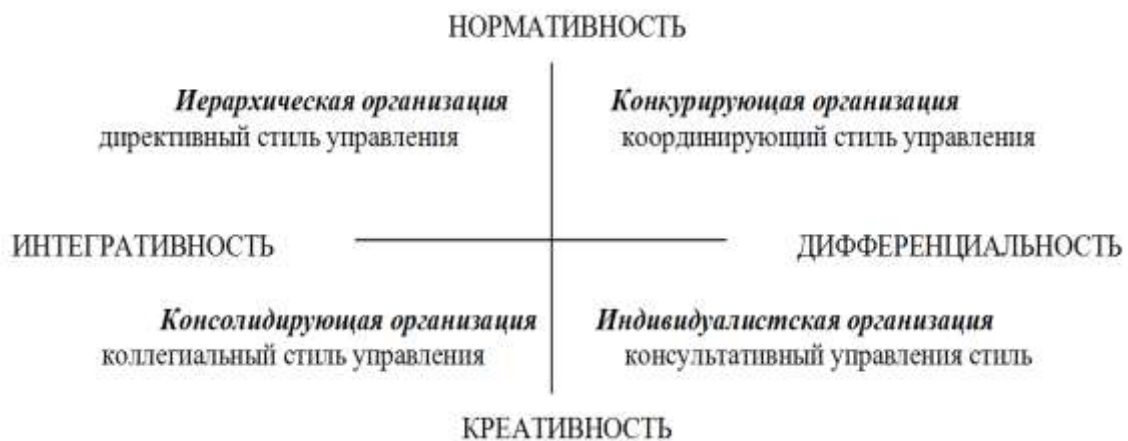 НОРМАТИВНОСТЬ
Иерархическая организация
директивный стиль управления
Конкурирующая организация
координирующий стиль управления
ИНТЕГРАТИВНОСТЬ
ДИФФЕРЕНЦИАЛЬНОСТЬ
Консолидирующая организация
коллегиальный стиль управления
Индивидуалистская организация
консультативный управления стиль
КРЕАТИВНОСТЬ